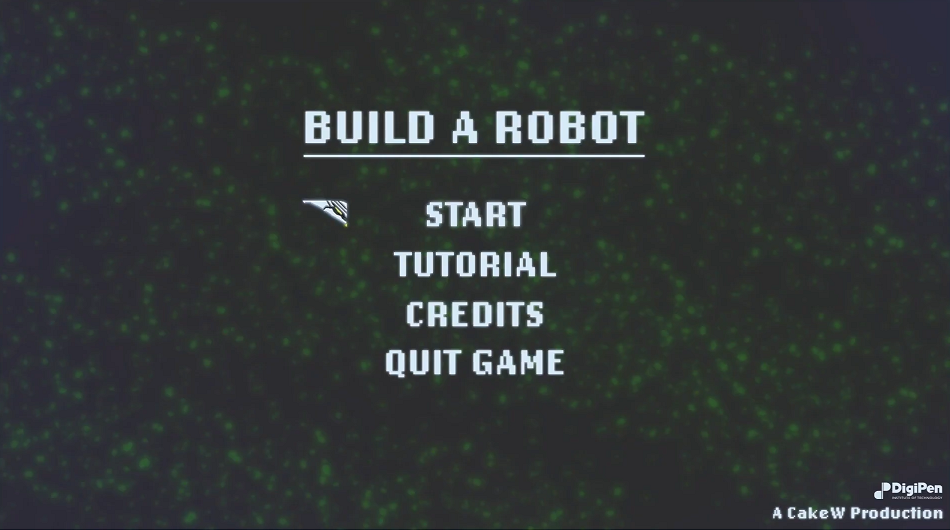 BUILD A ROBOT
START
TUTORIAL
CREDITS
QUIT GAME
DigiPen
INSTITUTE OF TECHNOLOGY
A CakeW Production